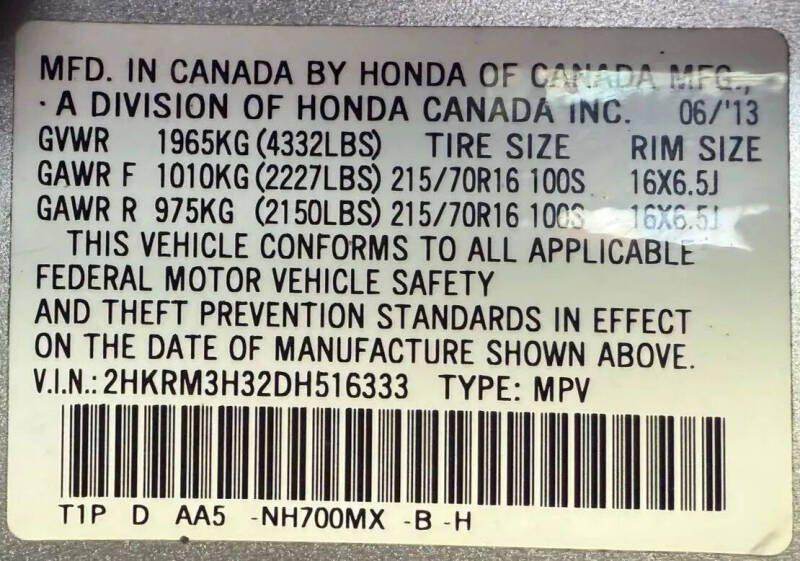 MFD. IN CANADA BY HONDA OF CANADA MFG.,
· A DIVISION OF HONDA CANADA INC. 06/'13
GVWR 1965KG (4332LBS) TIRE SIZE RIM SIZE
GAWR F 1010KG (2227LBS) 215/70R16 100S 16X6.5J
GAWR R 975KG (2150LBS) 215/70R16 100S 16X6.5J
THIS VEHICLE CONFORMS TO ALL APPLICABLE
FEDERAL MOTOR VEHICLE SAFETY
AND THEFT PREVENTION STANDARDS IN EFFECT
ON THE DATE OF MANUFACTURE SHOWN ABOVE.
V.I.N.: 2HKRM3H32DH516333 TYPE: MPV
T1P D AA5 -NH700MX -B -H